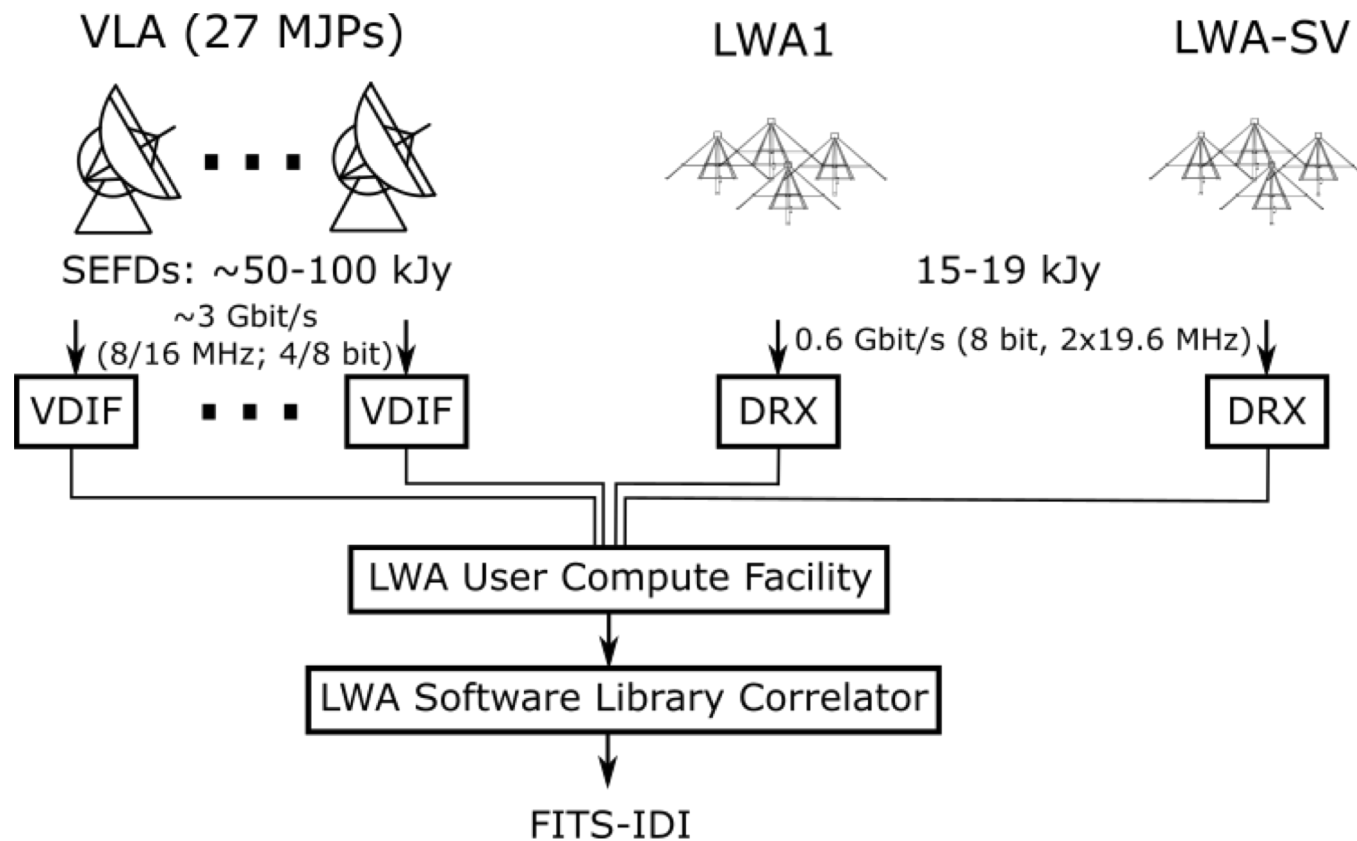 VLA (27 MJPs)
LWA1
LWA-SV
SEFDs: ~50-100 kJy
15-19 kJy
~3 Gbit/s
(8/16 MHz; 4/8 bit)
0.6 Gbit/s (8 bit, 2x19.6 MHz)
VDIF
VDIF
DRX
DRX
LWA User Compute Facility
LWA Software Library Correlator
FITS-IDI